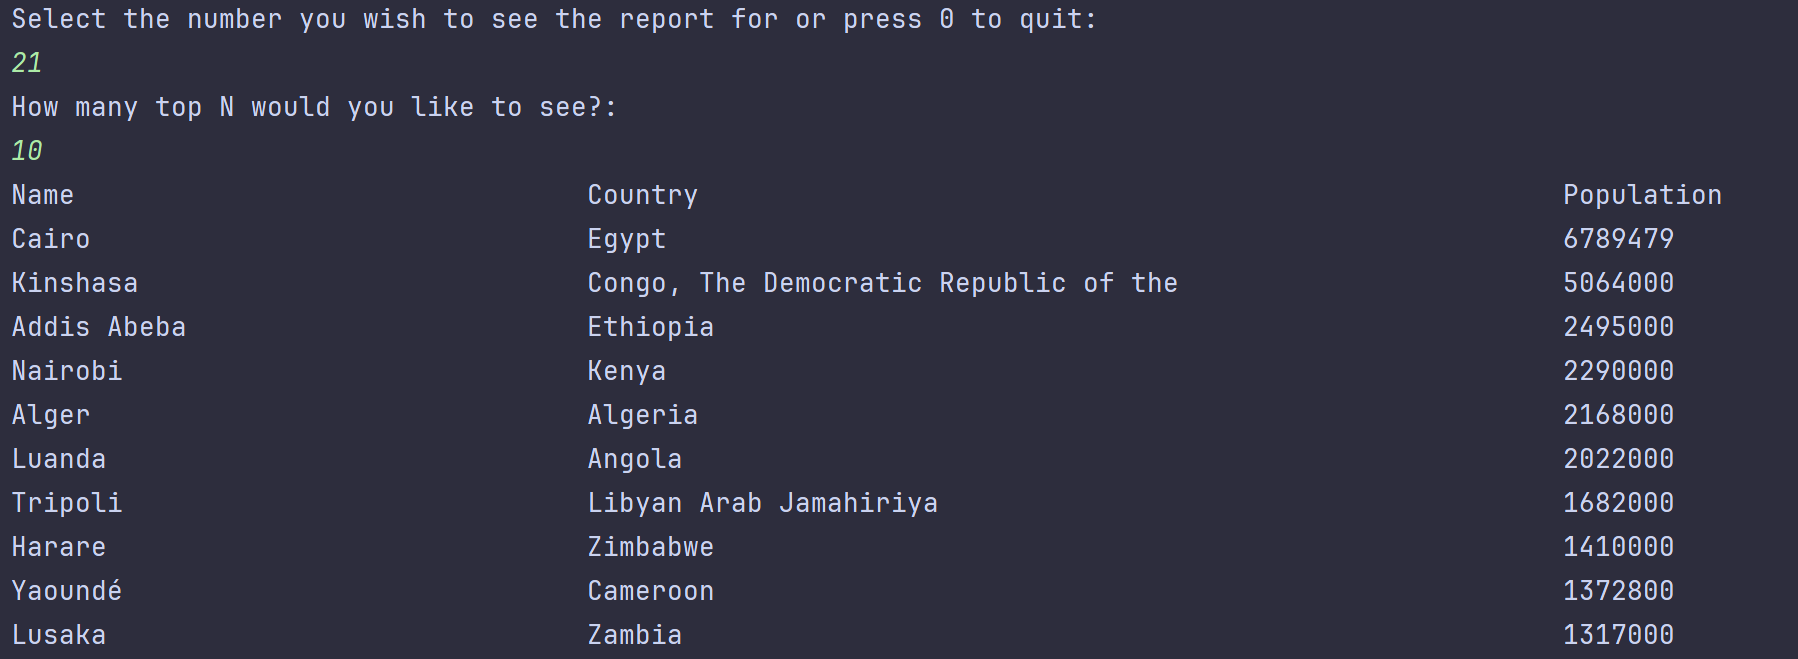 Select the number you wish to see the report for or press 0 to quit:
21
How many top N would you like to see?:
10
Name Country Population
Cairo Egypt 6789479
Kinshasa Congo, The Democratic Republic of the 5064000
Addis Abeba Ethiopia 2495000
Nairobi Kenya 2290000
Alger Algeria 2168000
Luanda Angola 2022000
Tripoli Libyan Arab Jamahiriya 1682000
Harare Zimbabwe 1410000
Yaoundé Cameroon 1372800
Lusaka Zambia 1317000